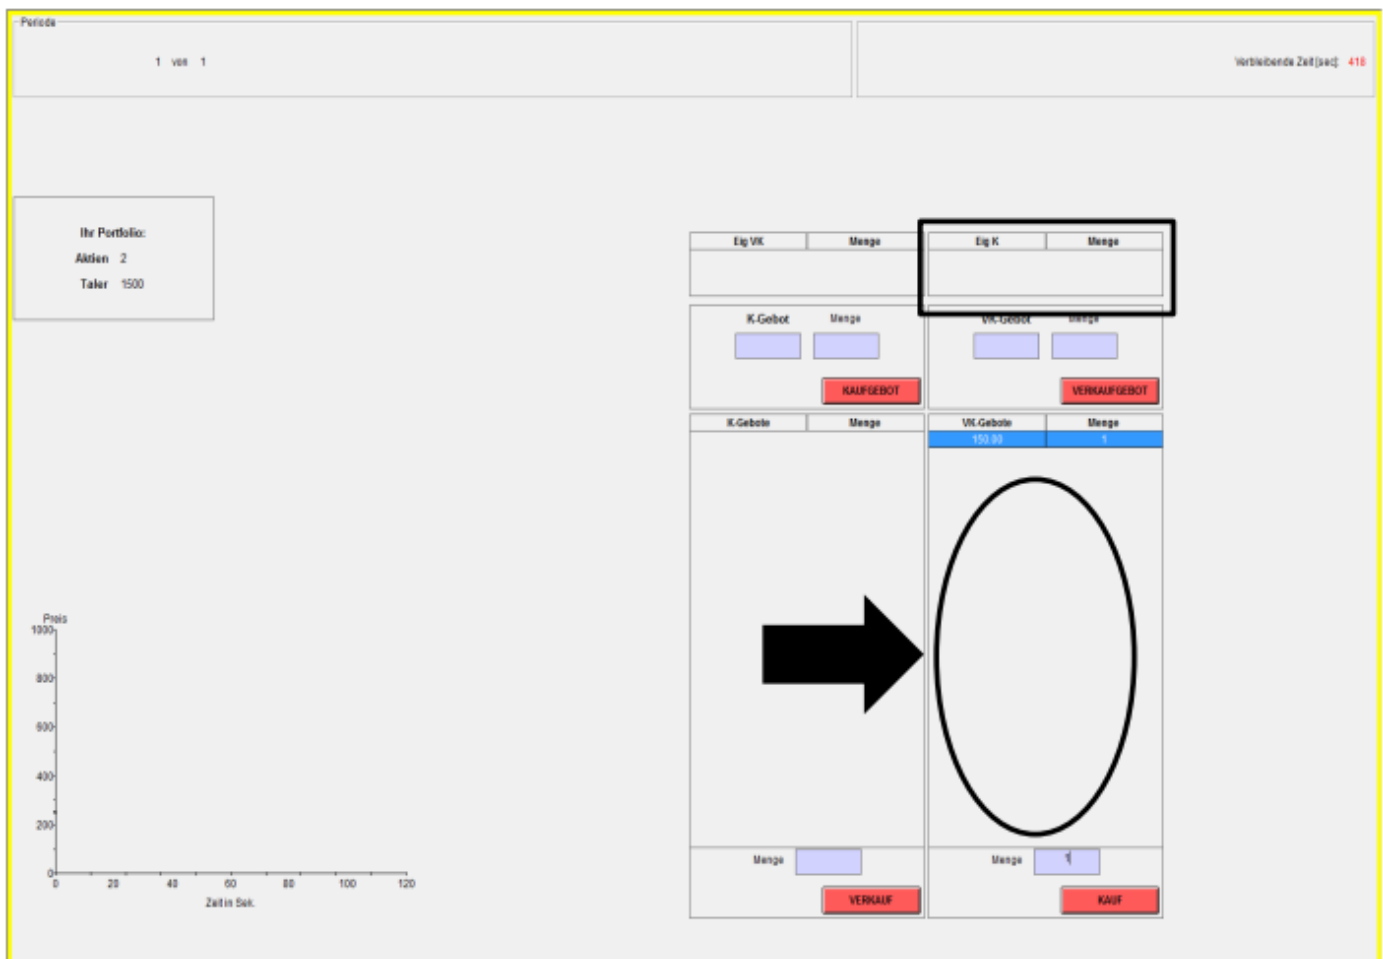 Periode
1 von 1
Verbleibende Zeit [sec]: 418
Ihr Portfolio:
Aktien 2
Taler 1500
Eig VK Menge Eig K Menge
K-Gebot Menge VK-Gebot Menge
KAUFGEBOT VERKAUFGEBOT
K-Gebote Menge VK-Gebote Menge
150.00 1
Preis
1000
800
600
400
200
0
0 20 40 60 80 100 120
Zeit in Sek.
Menge Menge 1
VERKAUF KAUF